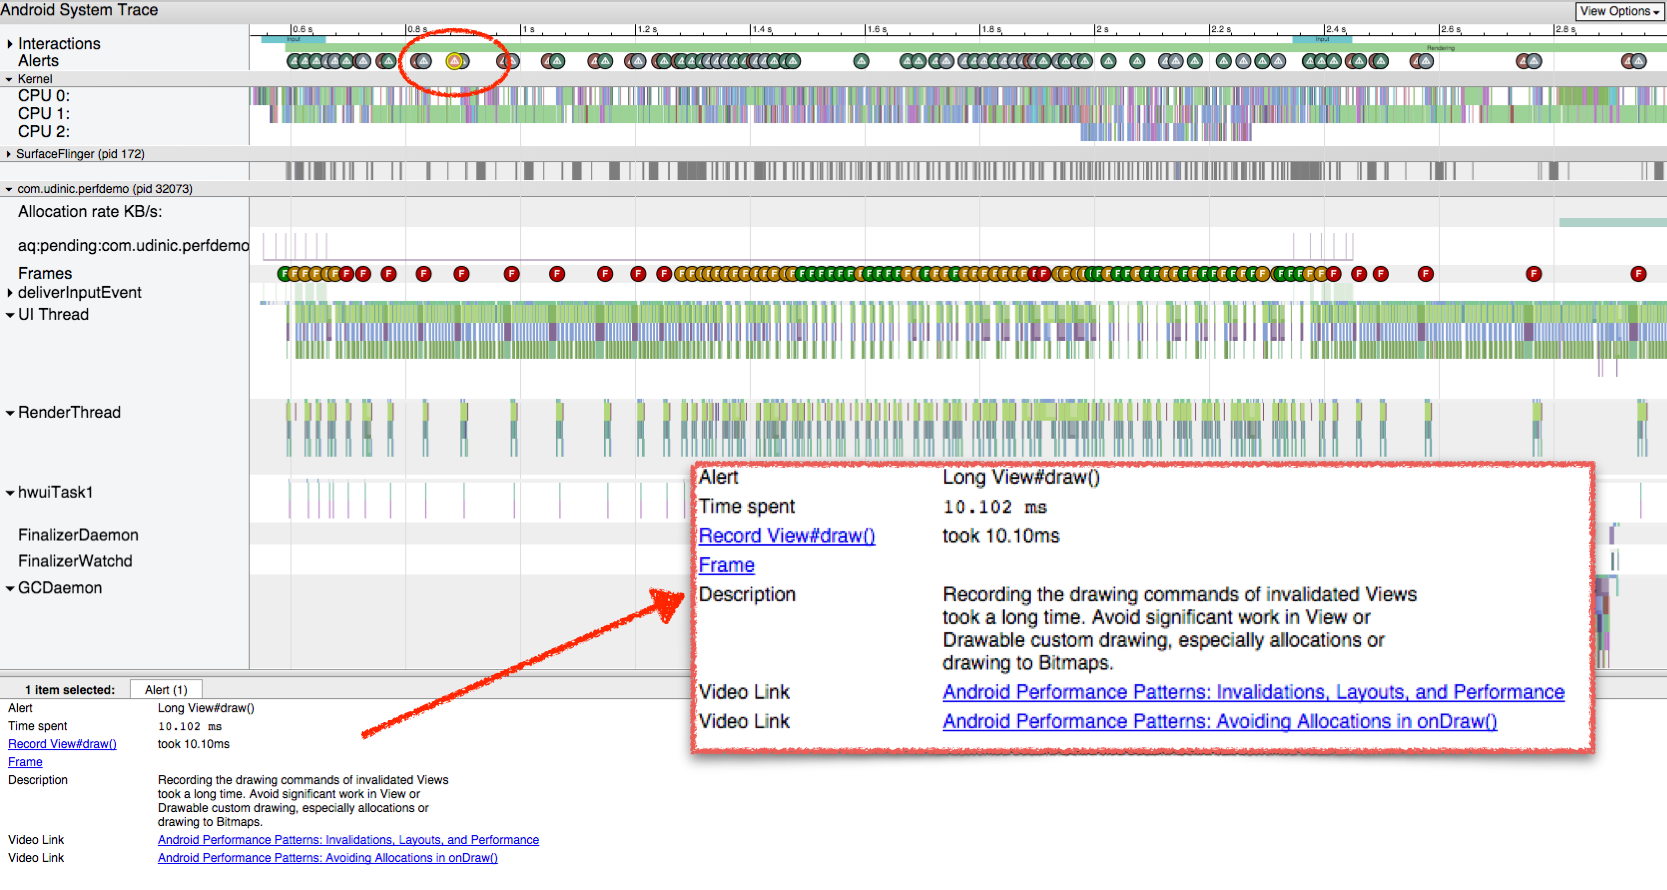 Android System Trace
View Options
0.6 s 0.8 s 1 s 1.2 s 1.4 s 1.6 s 1.8 s 2 s 2.2 s 2.4 s 2.6 s 2.8 s
Input Input
Interactions
Rendering
Alerts
Kernel
CPU 0:
CPU 1:
CPU 2:
SurfaceFlinger (pid 172)
com.udinic.perfdemo (pid 32073)
Allocation rate KB/s:
aq:pending:com.udinic.perfdemo
Frames
deliverInputEvent
UI Thread
RenderThread
hwuiTask1
FinalizerDaemon
FinalizerWatchd
GCDaemon
Alert Long View#draw()
Time spent 10.102 ms
Record View#draw() took 10.10ms
Frame
Description Recording the drawing commands of invalidated Views
took a long time. Avoid significant work in View or
Drawable custom drawing, especially allocations or
drawing to Bitmaps.
Video Link Android Performance Patterns: Invalidations, Layouts, and Performance
Video Link Android Performance Patterns: Avoiding Allocations in onDraw()
1 item selected: Alert (1)
Alert Long View#draw()
Time spent 10.102 ms
Record View#draw() took 10.10ms
Frame
Description Recording the drawing commands of invalidated Views
took a long time. Avoid significant work in View or
Drawable custom drawing, especially allocations or
drawing to Bitmaps.
Video Link Android Performance Patterns: Invalidations, Layouts, and Performance
Video Link Android Performance Patterns: Avoiding Allocations in onDraw()